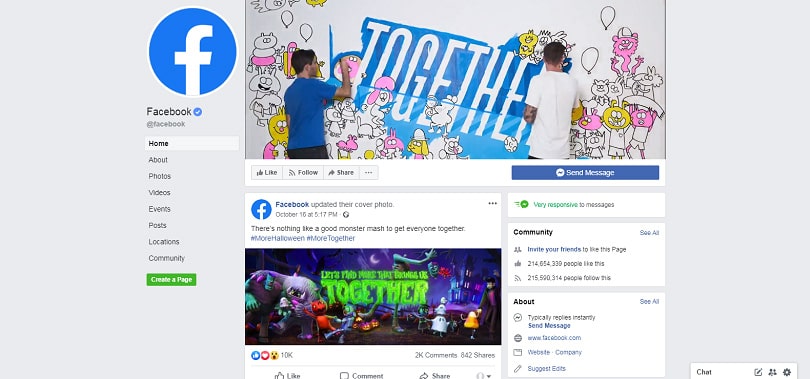 TOGETHER
TOGETHER
Facebook
@facebook
Home
About
Photos
Videos
Events
Posts
Locations
Community
Create a Page
Like Follow Share ...
Send Message
Facebook updated their cover photo.
October 16 at 5:17 PM ·
There's nothing like a good monster mash to get everyone together.
#MoreHalloween #MoreTogether
LET'S FIND MORE THAT BRINGS US
TOGETHER
10K 2K Comments 842 Shares
Like Comment Share
Very responsive to messages
Community See All
Invite your friends to like this Page
214,654,339 people like this
215,590,314 people follow this
About See All
Typically replies instantly
Send Message
www.facebook.com
Website · Company
Suggest Edits
Chat